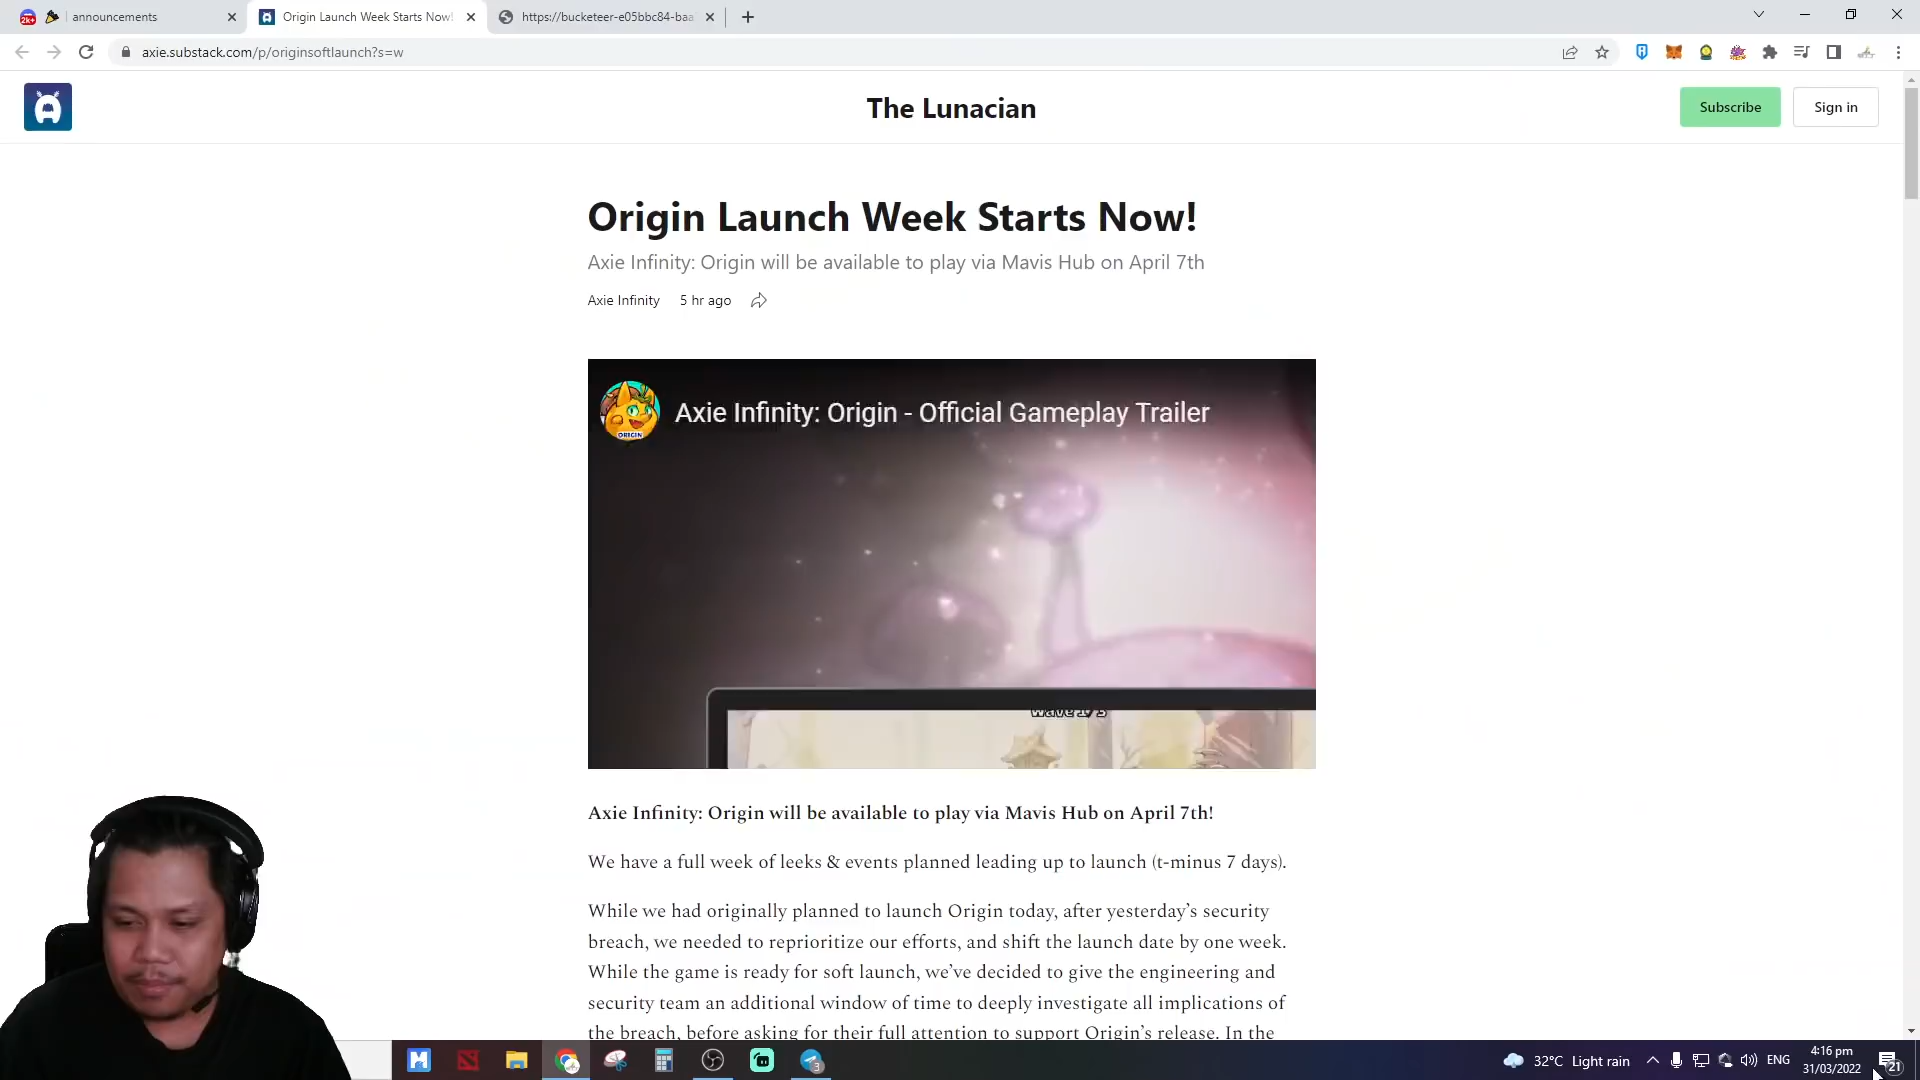 2k+
announcements
Origin Launch Week Starts Now!
https://bucketeer-e05bbc84-baa
axie.substack.com/p/originsoftlaunch?s=w
The Lunacian
Subscribe
Sign in
Origin Launch Week Starts Now!
Axie Infinity: Origin will be available to play via Mavis Hub on April 7th
Axie Infinity 5 hr ago
ORIGIN
Axie Infinity: Origin - Official Gameplay Trailer
Axie Infinity: Origin will be available to play via Mavis Hub on April 7th!
We have a full week of leeks & events planned leading up to launch (t-minus 7 days).
While we had originally planned to launch Origin today, after yesterday's security
breach, we needed to reprioritize our efforts, and shift the launch date by one week.
While the game is ready for soft launch, we've decided to give the engineering and
security team an additional window of time to deeply investigate all implications of
the breach, before asking for their full attention to support Origin's release. In the
3
32°C Light rain
ENG
4:16 pm
31/03/2022
21